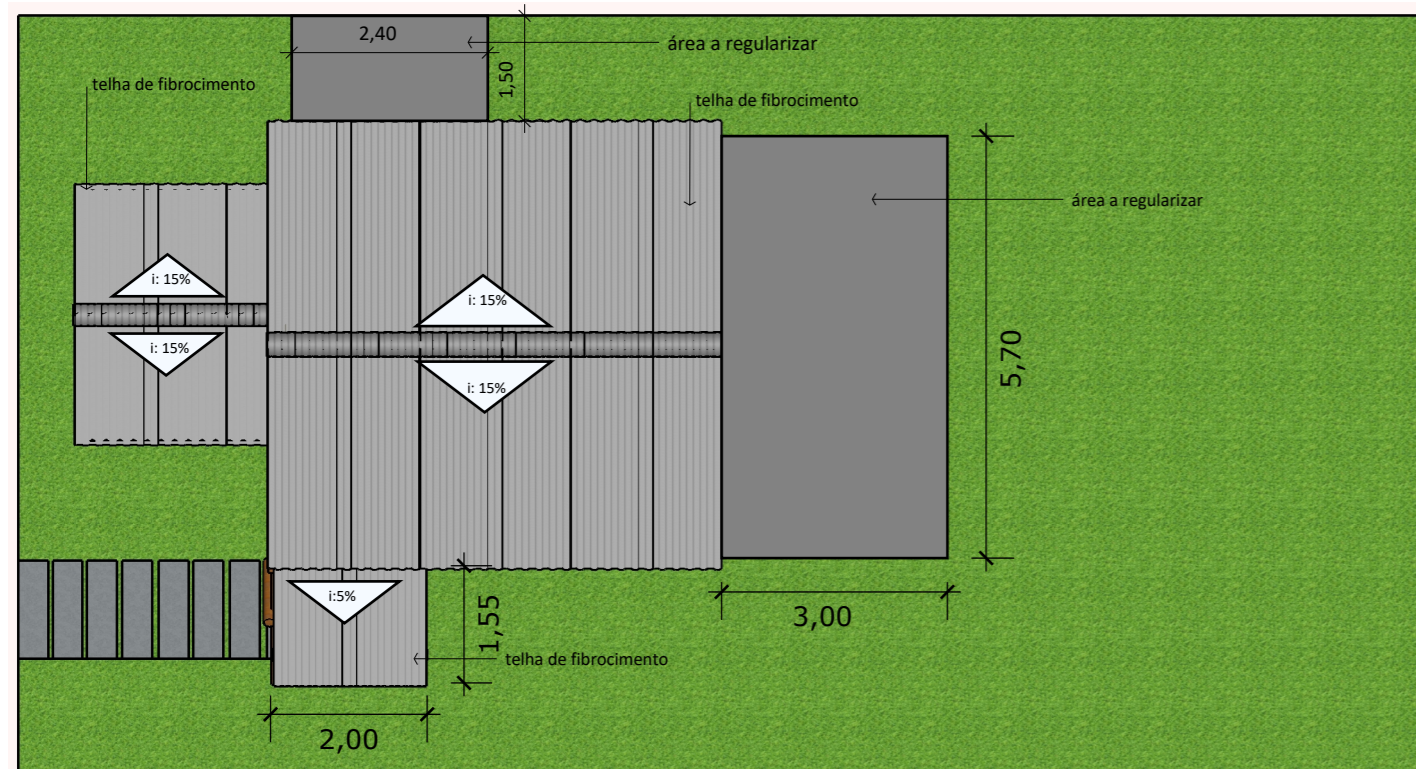 2,40
área a regularizar
1,50
telha de fibrocimento
telha de fibrocimento
área a regularizar
i: 15%
i: 15%
i: 15%
i: 15%
5,70
i:5%
1,55
3,00
telha de fibrocimento
2,00